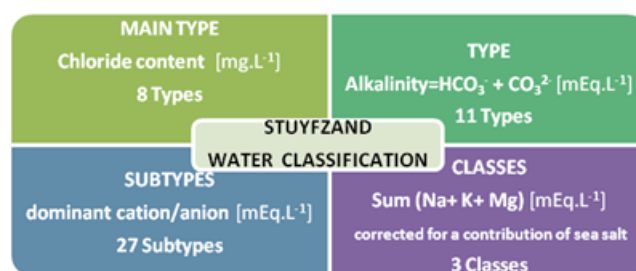 MAIN TYPE
Chloride content [mg.L⁻¹]
8 Types
TYPE
Alkalinity=HCO₃⁻ + CO₃²⁻ [mEq.L⁻¹]
11 Types
STUYFZAND
WATER CLASSIFICATION
SUBTYPES
dominant cation/anion [mEq.L⁻¹]
27 Subtypes
CLASSES
Sum (Na+ K+ Mg) [mEq.L⁻¹]
corrected for a contribution of sea salt
3 Classes